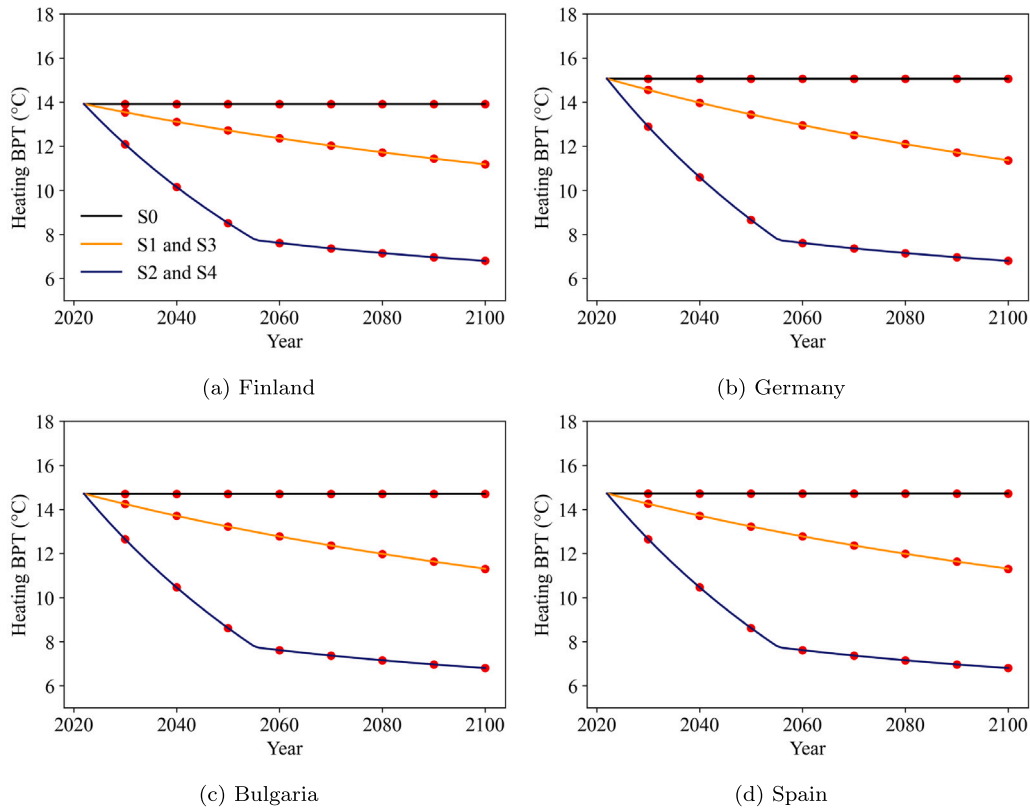 18
16
14
12
10
8
6
Heating BPT (°C)
S0
S1 and S3
S2 and S4
2020 2040 2060 2080 2100
Year
(a) Finland
18
16
14
12
10
8
6
Heating BPT (°C)
2020 2040 2060 2080 2100
Year
(b) Germany
18
16
14
12
10
8
6
Heating BPT (°C)
2020 2040 2060 2080 2100
Year
(c) Bulgaria
18
16
14
12
10
8
6
Heating BPT (°C)
2020 2040 2060 2080 2100
Year
(d) Spain